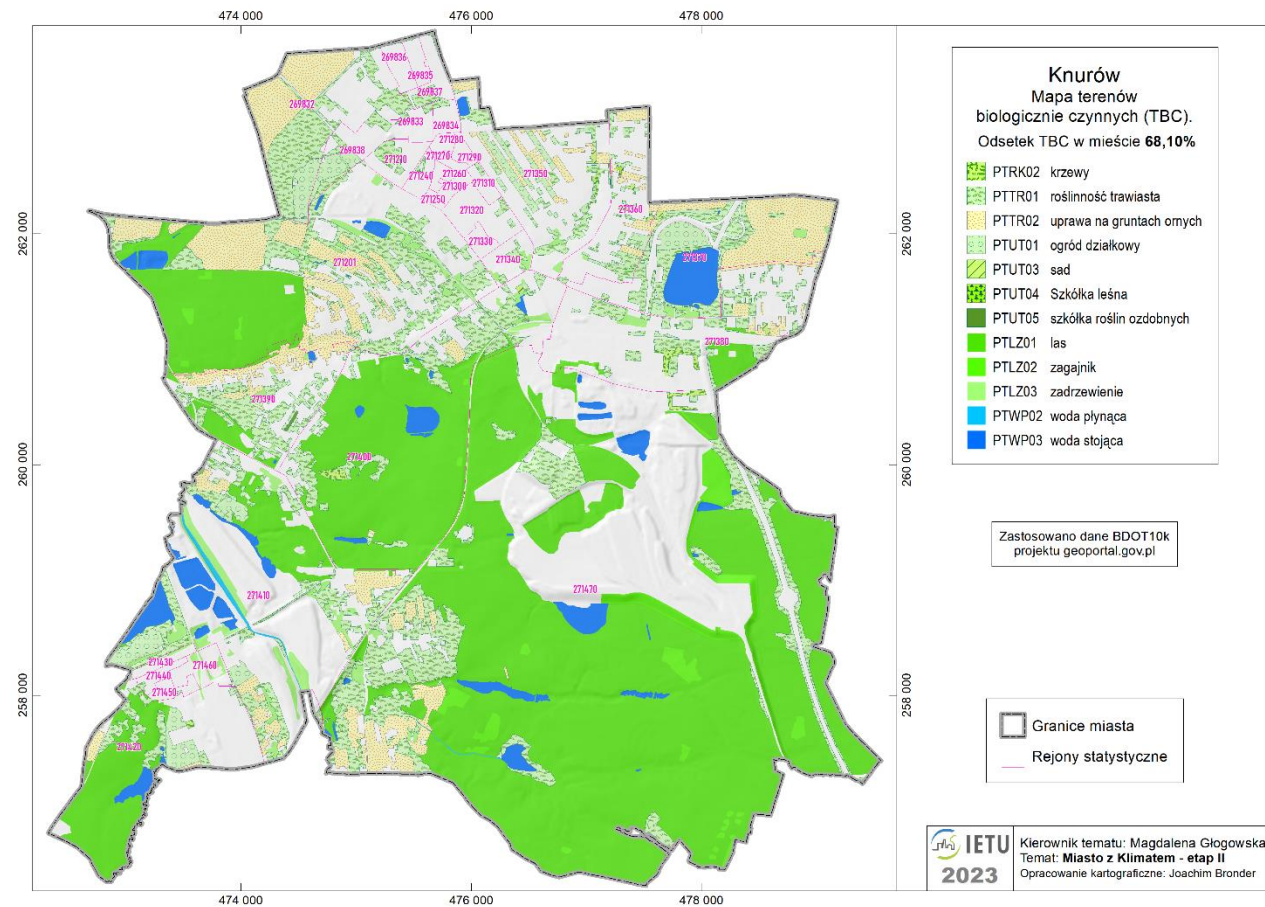 474 000
476 000
478 000
262 000
260 000
258 000
262 000
260 000
258 000
474 000
476 000
478 000
269836
269835
269837
269832
269833
269834
271280
269838
271210
271270
271290
271240
271260
271350
271300
271310
271250
271320
271360
271330
271201
271340
271370
271380
271390
271400
271410
271470
271430
271460
271440
271450
271420
Knurów
Mapa terenów
biologicznie czynnych (TBC).
Odsetek TBC w mieście 68,10%
PTRK02 krzewy
PTTR01 roślinność trawiasta
PTTR02 uprawa na gruntach ornych
PTUT01 ogród działkowy
PTUT03 sad
PTUT04 Szkółka leśna
PTUT05 szkółka roślin ozdobnych
PTLZ01 las
PTLZ02 zagajnik
PTLZ03 zadrzewienie
PTWP02 woda płynąca
PTWP03 woda stojąca
Zastosowano dane BDOT10k
projektu geoportal.gov.pl
Granice miasta
Rejony statystyczne
IETU
2023
Kierownik tematu: Magdalena Głogowska
Temat: Miasto z Klimatem - etap II
Opracowanie kartograficzne: Joachim Bronder